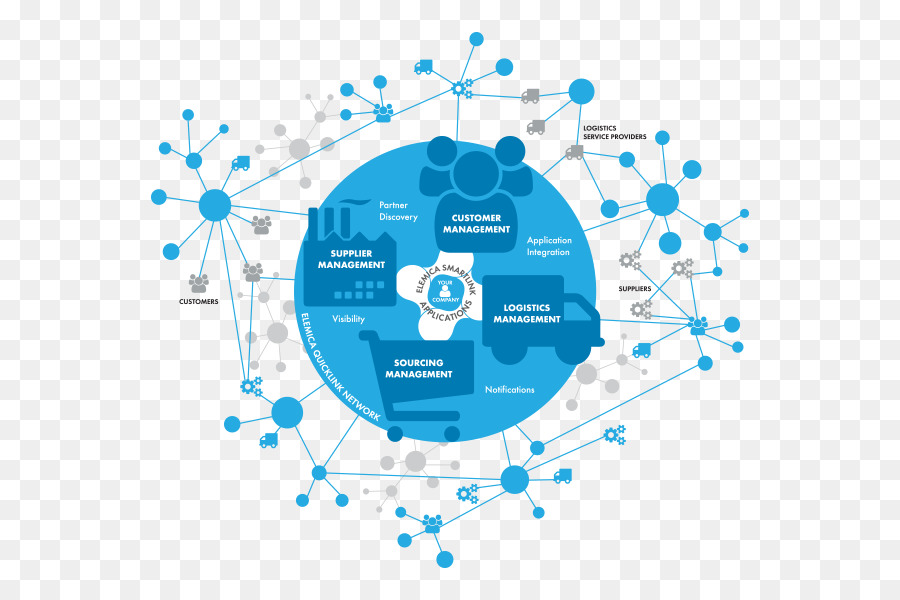 LOGISTICS
SERVICE PROVIDERS
Partner
Discovery
CUSTOMER
MANAGEMENT
SUPPLIER
MANAGEMENT
Application
Integration
ELEMICA SMARTLINK
APPLICATIONS
YOUR
COMPANY
SUPPLIERS
CUSTOMERS
LOGISTICS
MANAGEMENT
Visibility
SOURCING
MANAGEMENT
Notifications
ELEMICA QUICKLINK NETWORK